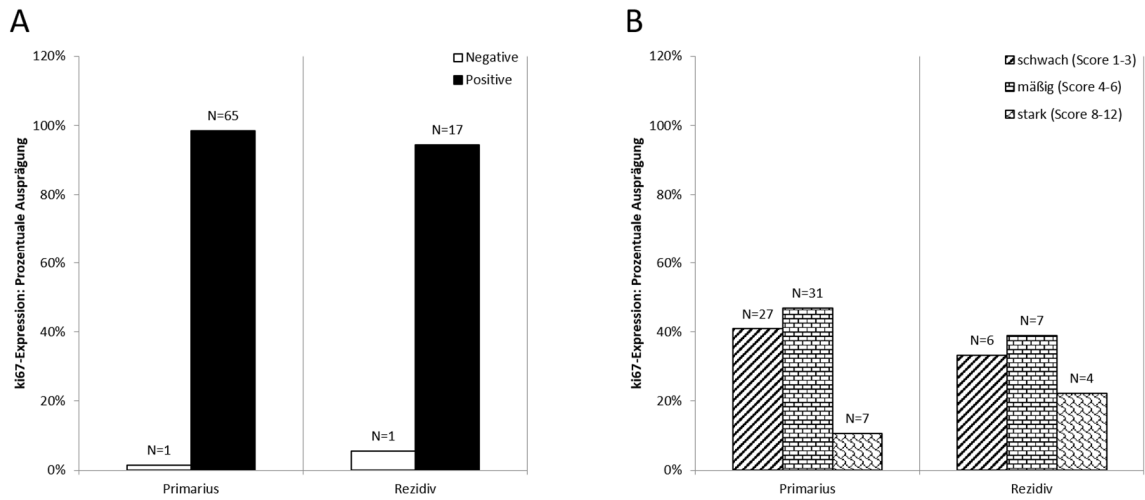 A
ki67-Expression: Prozentuale Ausprägung
120%
100%
80%
60%
40%
20%
0%
Negative
Positive
N=65
N=17
N=1
N=1
Primarius
Rezidiv
B
ki67-Expression: Prozentuale Ausprägung
120%
100%
80%
60%
40%
20%
0%
schwach (Score 1-3)
mäßig (Score 4-6)
stark (Score 8-12)
N=27
N=31
N=7
N=6
N=7
N=4
Primarius
Rezidiv